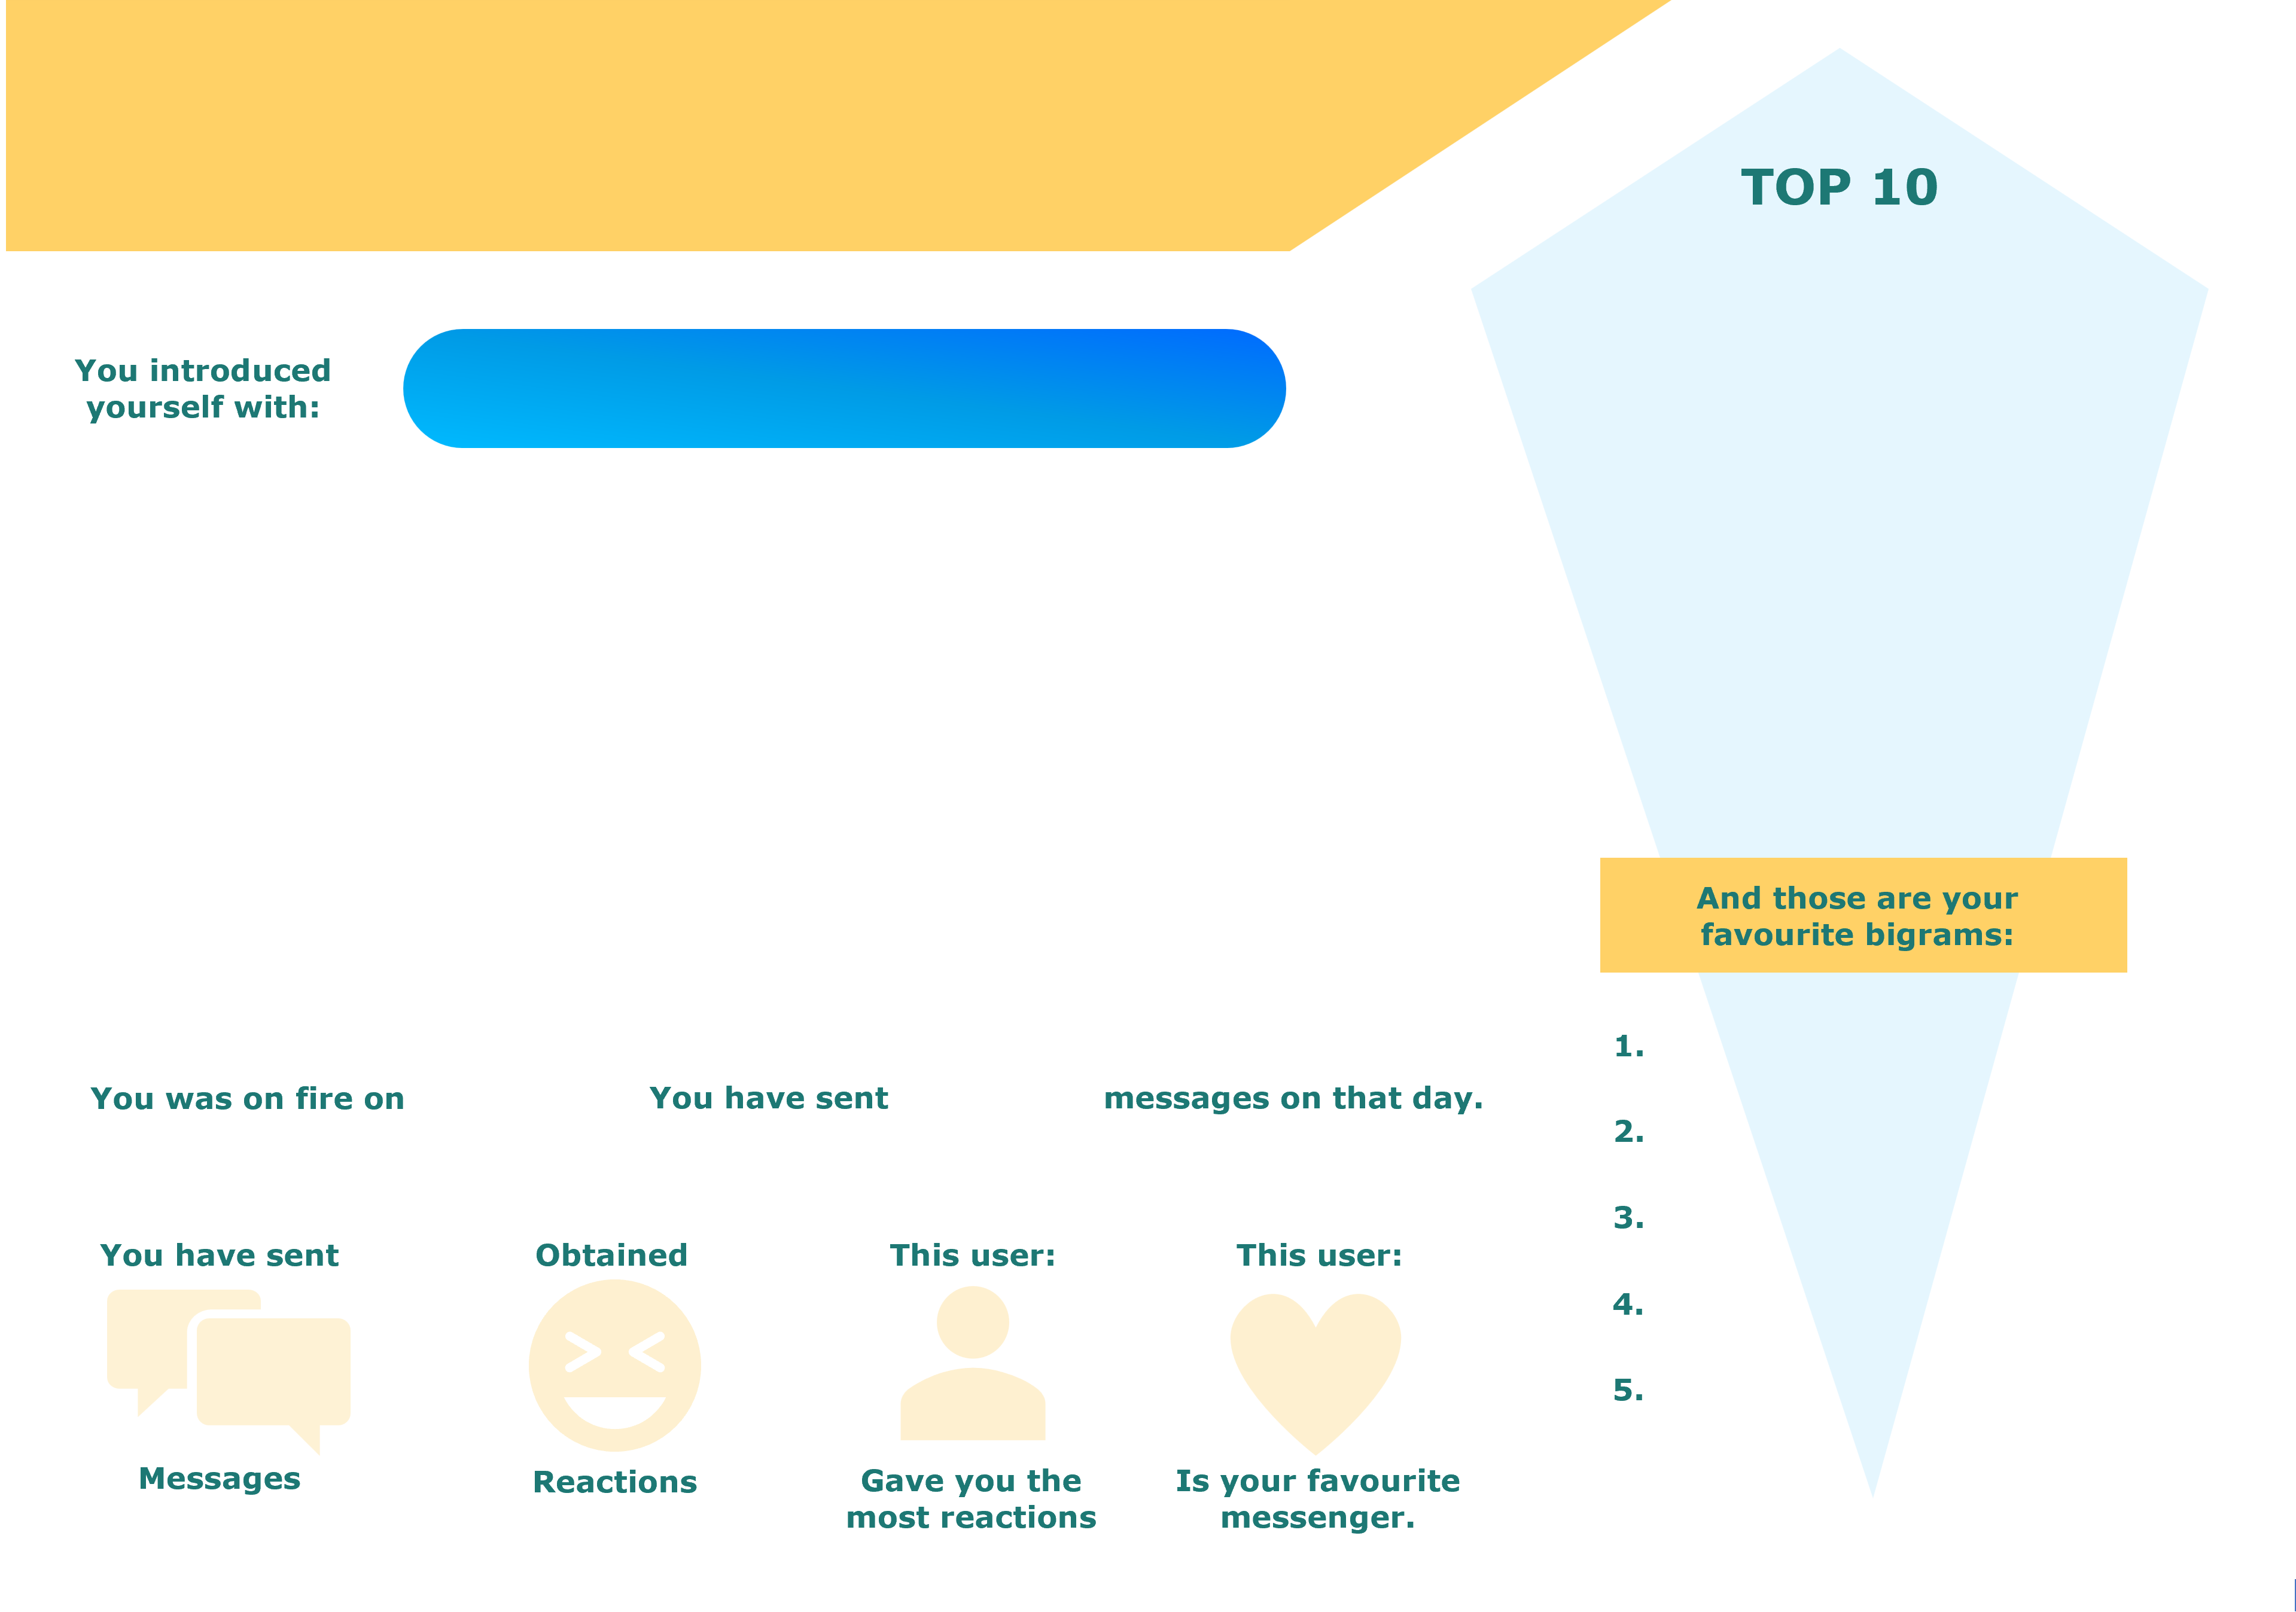 TOP 10
You introduced
yourself with:
And those are your
favourite bigrams:
1.
2.
3.
4.
5.
You was on fire on
You have sent
messages on that day.
You have sent
Messages
Obtained
Reactions
This user:
Gave you the
most reactions
This user:
Is your favourite
messenger.